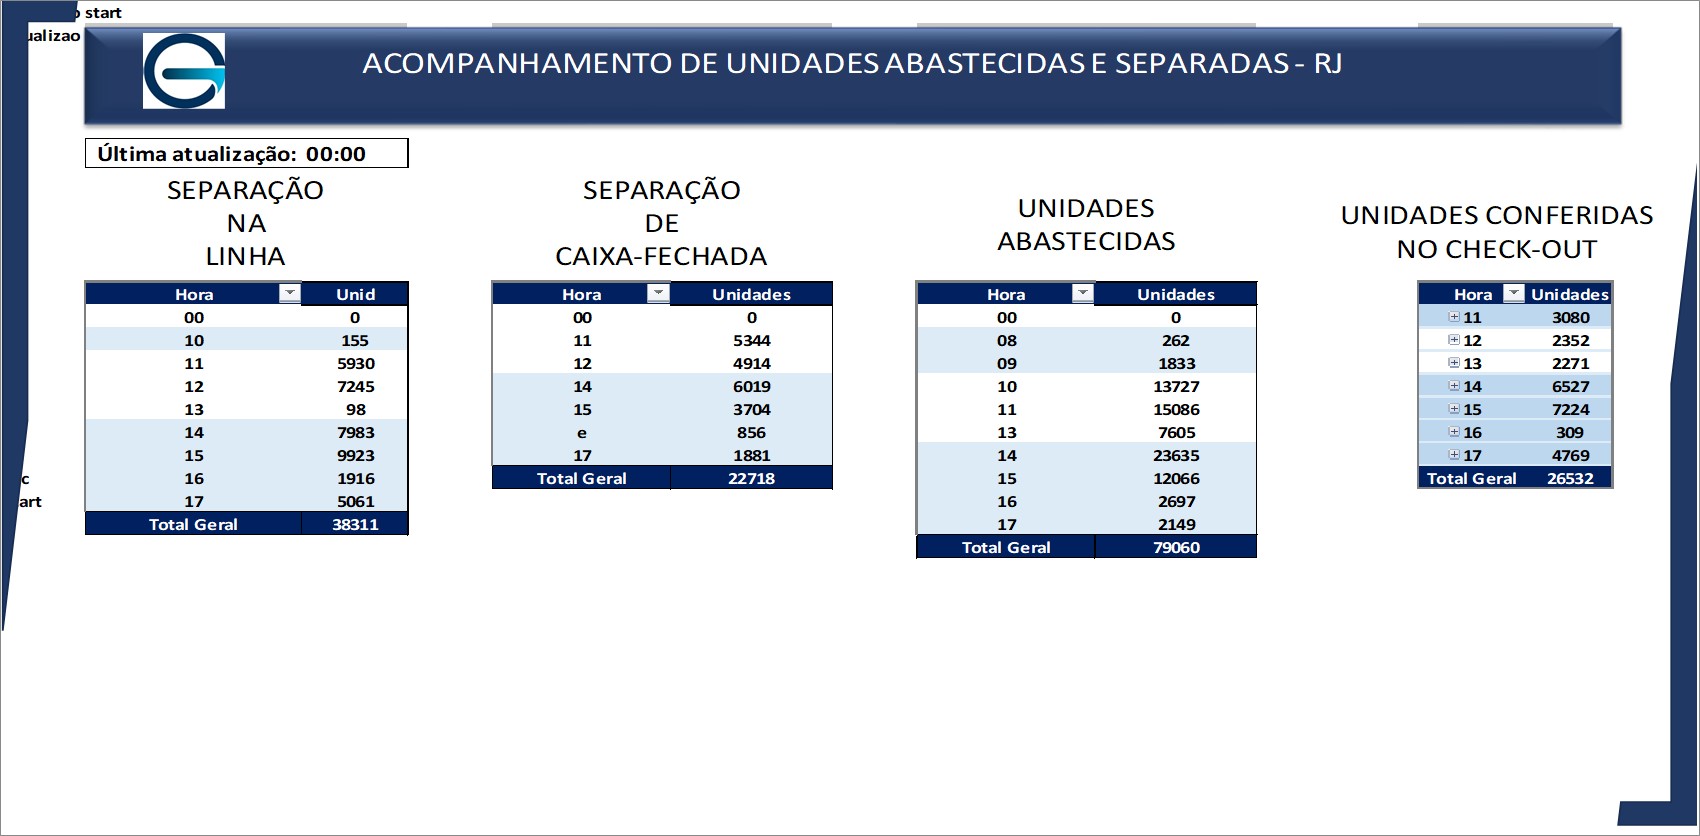 start
ualizao
ACOMPANHAMENTO DE UNIDADES ABASTECIDAS E SEPARADAS - RJ
Última atualização: 00:00
SEPARAÇÃO
NA
LINHA
Hora Unid
00 0
10 155
11 5930
12 7245
13 98
14 7983
15 9923
16 1916
17 5061
Total Geral 38311
SEPARAÇÃO
DE
CAIXA-FECHADA
Hora Unidades
00 0
11 5344
12 4914
14 6019
15 3704
e 856
17 1881
Total Geral 22718
UNIDADES
ABASTECIDAS
Hora Unidades
00 0
08 262
09 1833
10 13727
11 15086
13 7605
14 23635
15 12066
16 2697
17 2149
Total Geral 79060
UNIDADES CONFERIDAS
NO CHECK-OUT
Hora Unidades
11 3080
12 2352
13 2271
14 6527
15 7224
16 309
17 4769
Total Geral 26532
c
art